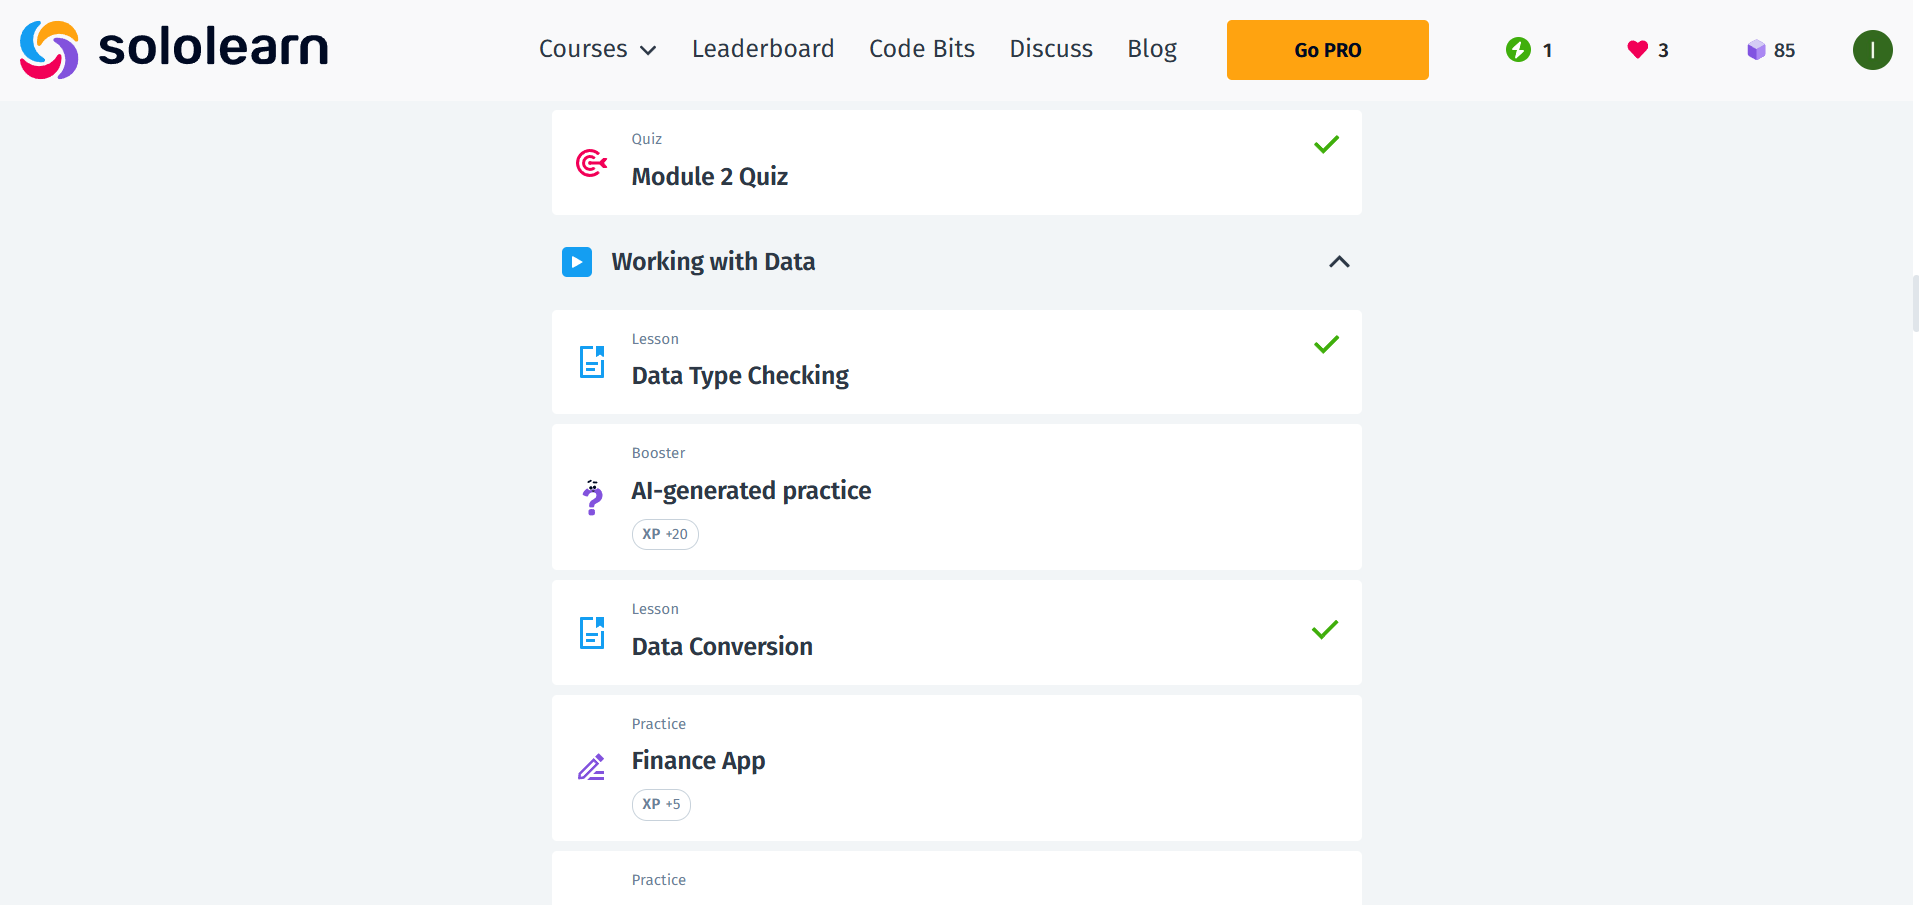 sololearn
Courses
Leaderboard
Code Bits
Discuss
Blog
Go PRO
1
3
85
I
Quiz
Module 2 Quiz
Working with Data
Lesson
Data Type Checking
Booster
AI-generated practice
XP +20
Lesson
Data Conversion
Practice
Finance App
XP +5
Practice